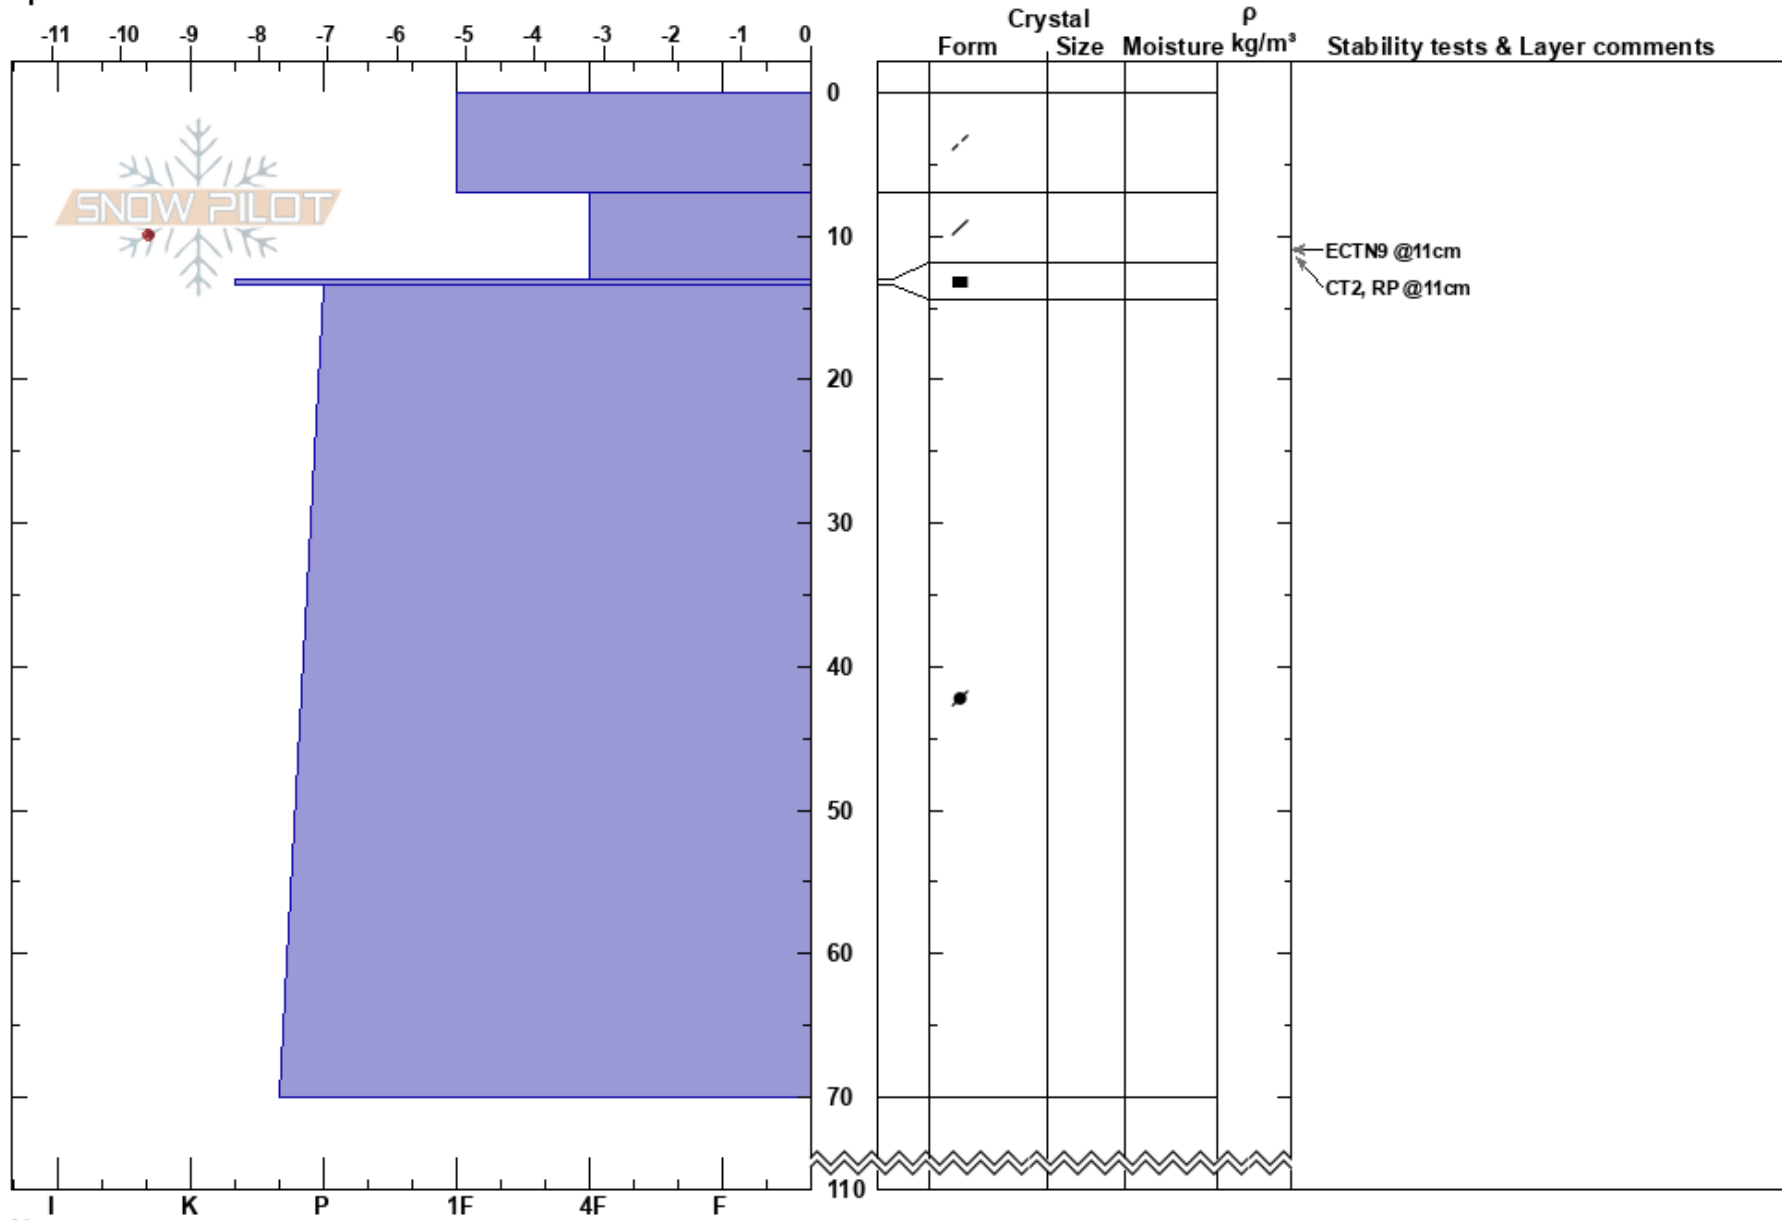 -11 -10 -9 -8 -7 -6 -5 -4 -3 -2 -1 0
Crystal
Form Size Moisture ρ kg/m³ Stability tests & Layer comments
0
SNOW PILOT
10
ECTN9 @11cm
CT2, RP @11cm
20
30
40
50
60
70
110
I K P 1F 4F F